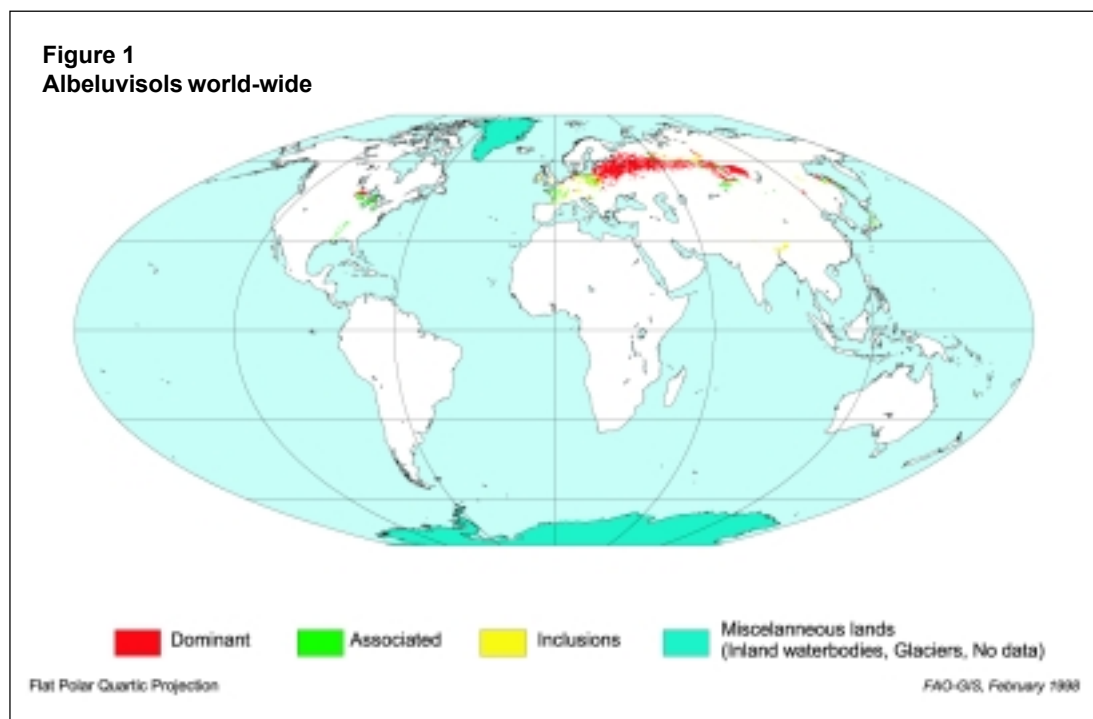 Figure 1
Albeluvisols world-wide
Dominant
Associated
Inclusions
Miscelanneous lands
(Inland waterbodies, Glaciers, No data)
Flat Polar Quartic Projection
FAO-GIS, February 1998